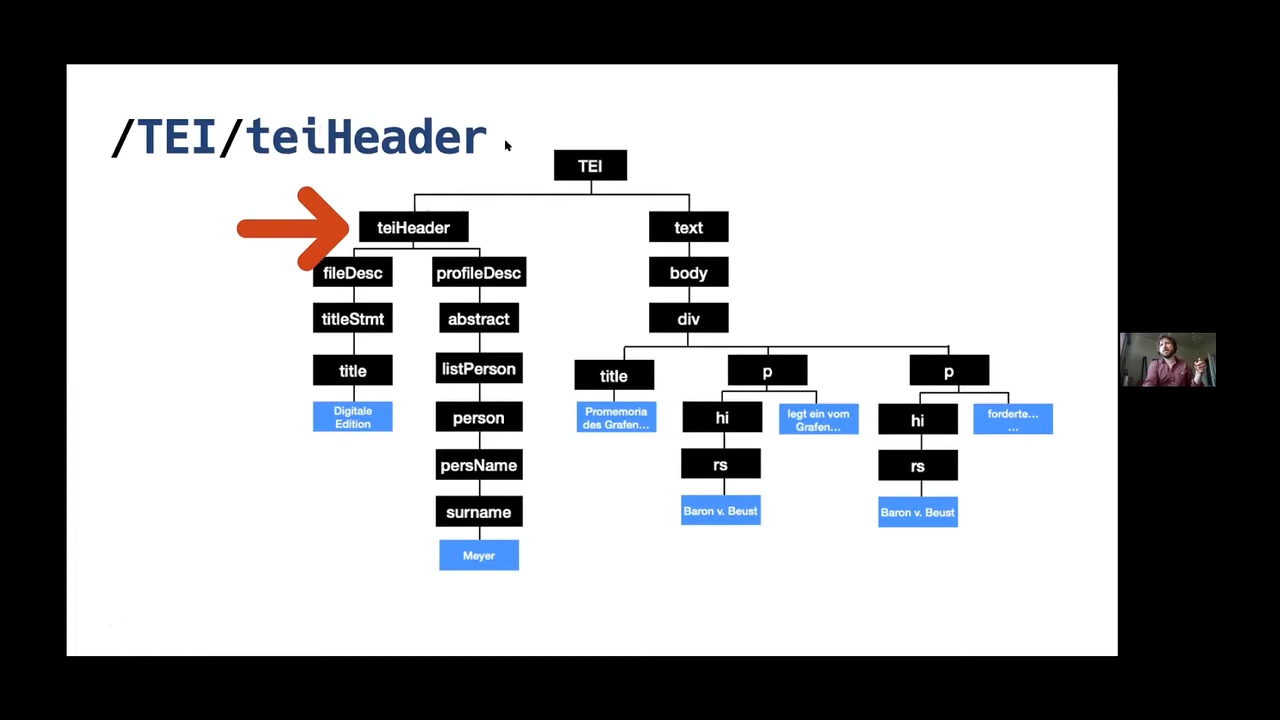 /TEI/teiHeader
TEI
teiHeader
text
fileDesc
profileDesc
body
titleStmt
abstract
div
title
listPerson
title
p
p
Digitale
Edition
person
Promemoria
des Grafen...
hi
legt ein vom
Grafen...
hi
forderte...
...
persName
rs
rs
surname
Baron v. Beust
Baron v. Beust
Meyer